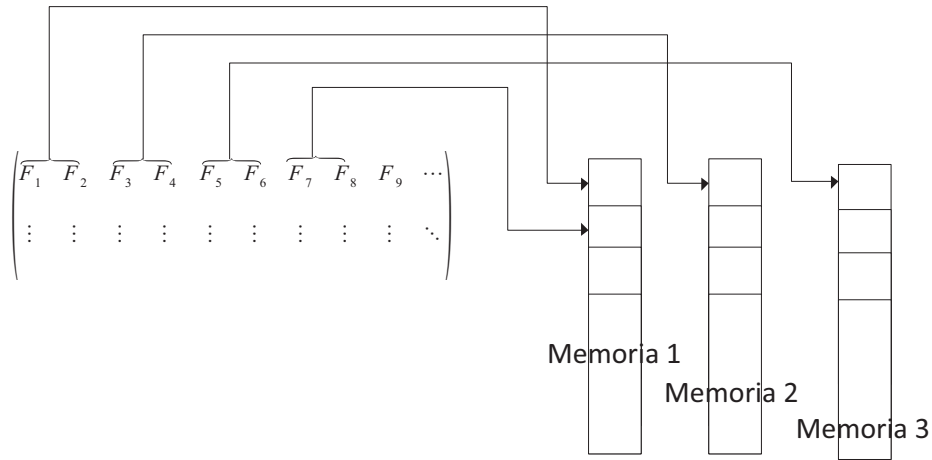 F₁ F₂ F₃ F₄ F₅ F₆ F₇ F₈ F₉ ⋯
⋮ ⋮ ⋮ ⋮ ⋮ ⋮ ⋮ ⋮ ⋮ ⋱
Memoria 1
Memoria 2
Memoria 3